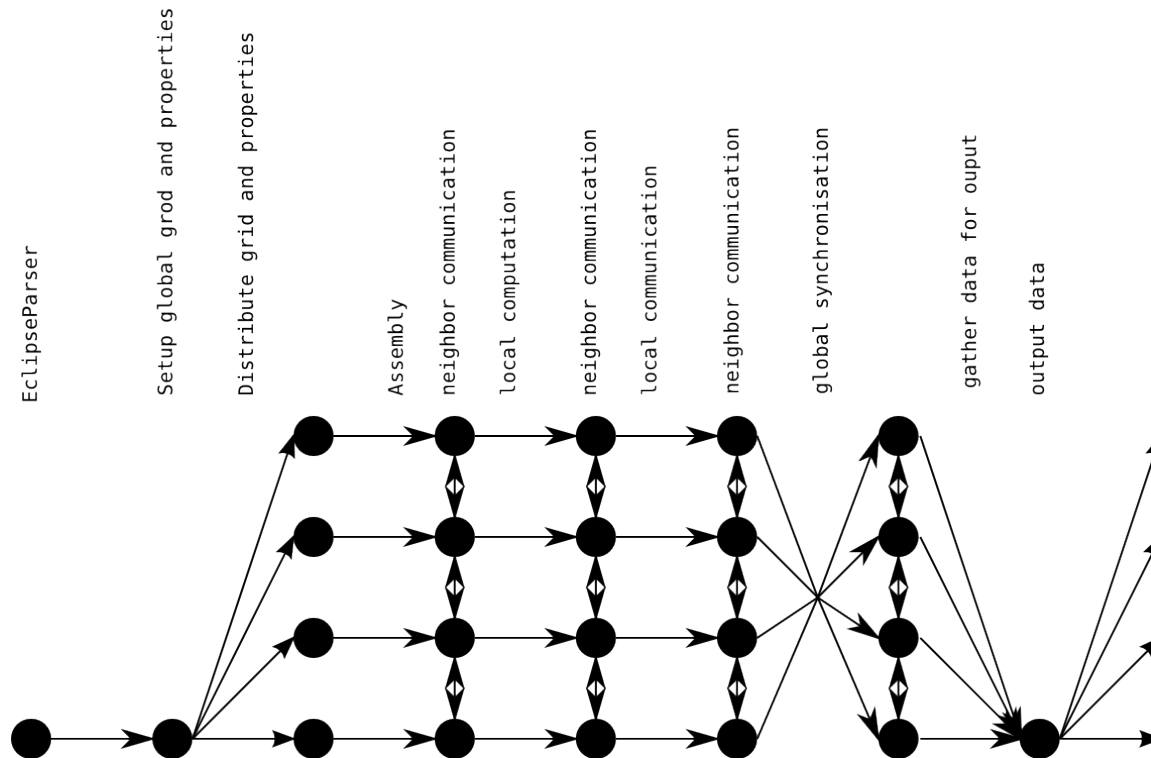 EclipseParser
Setup global grod and properties
Distribute grid and properties
Assembly
neighbor communication
local computation
neighbor communication
local communication
neighbor communication
global synchronisation
gather data for ouput
output data